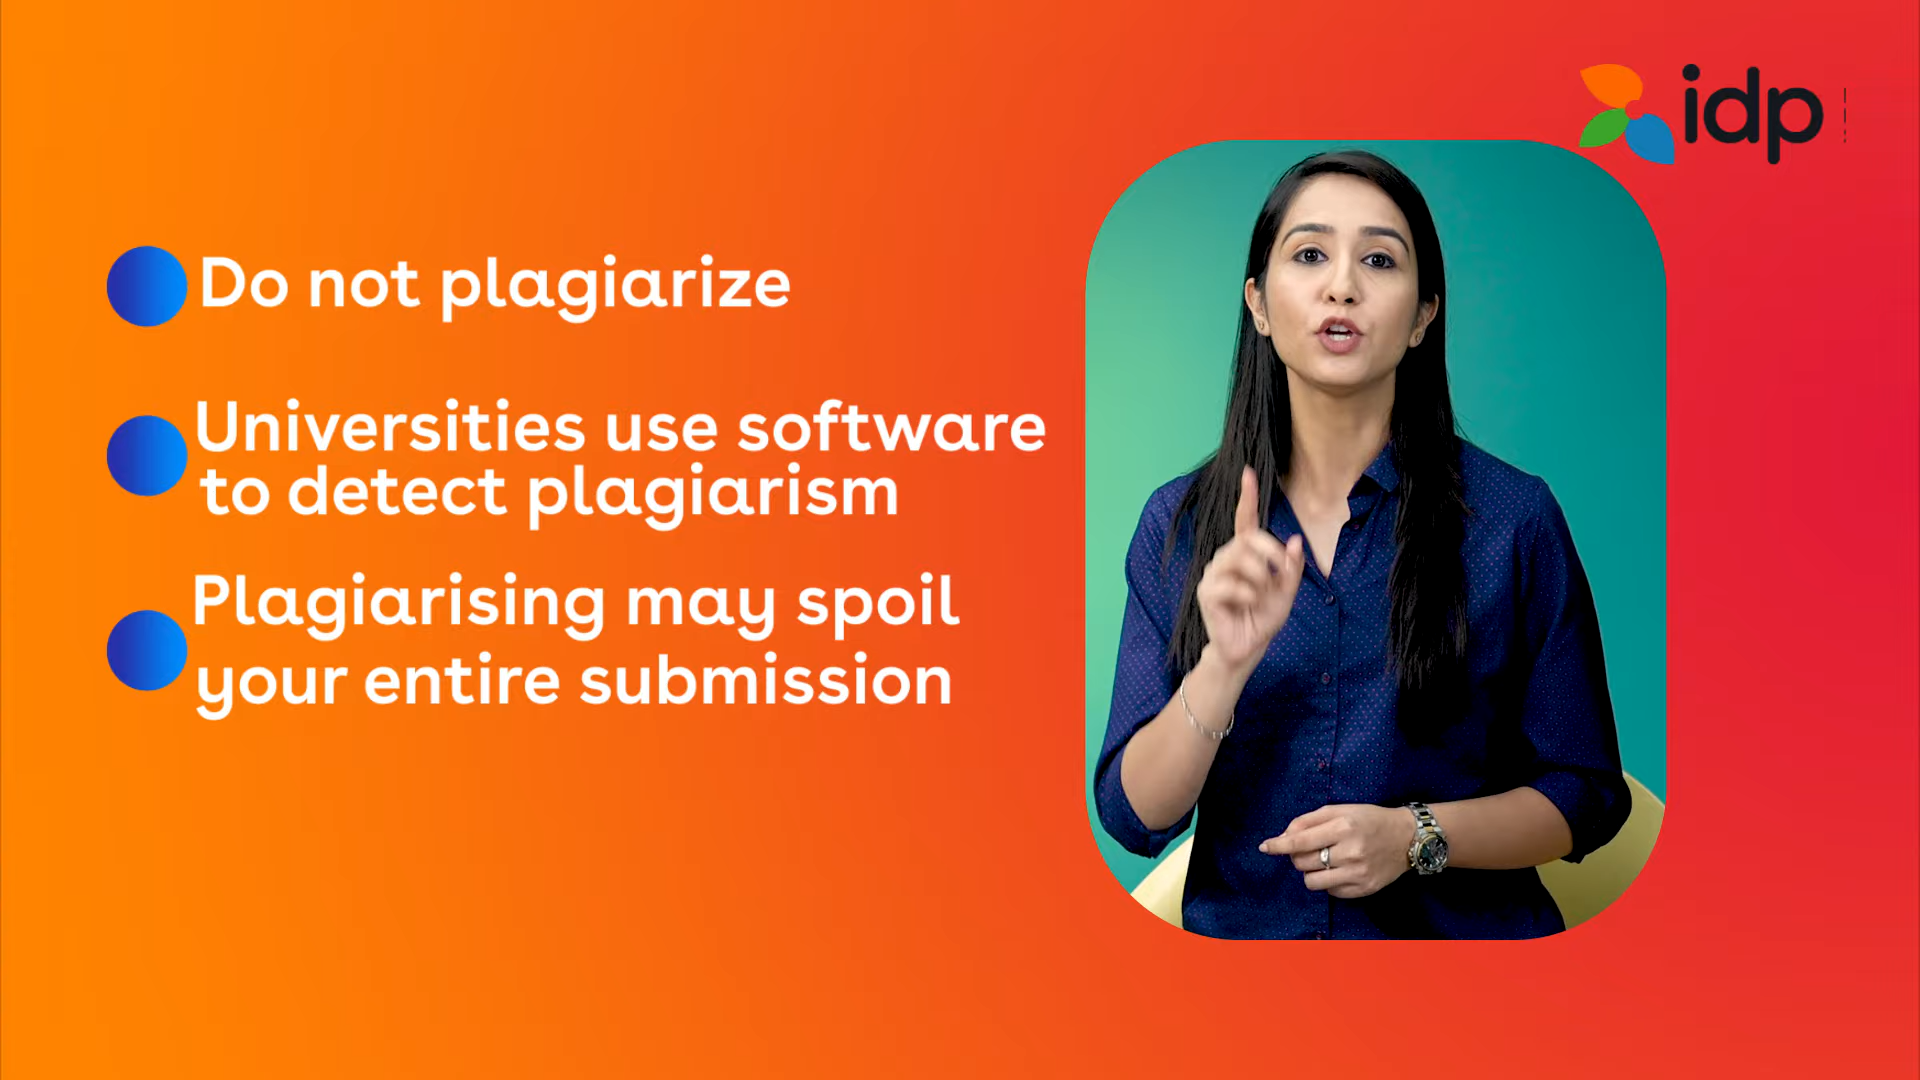 idp
Do not plagiarize
Universities use software
to detect plagiarism
Plagiarising may spoil
your entire submission